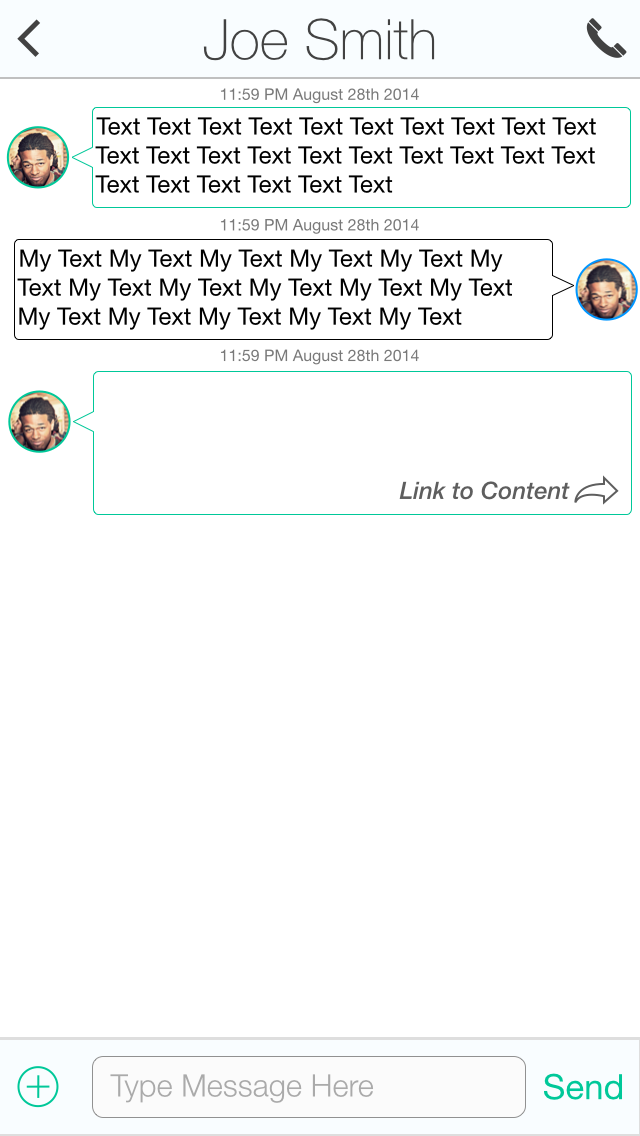 Joe Smith
11:59 PM August 28th 2014
Text Text Text Text Text Text Text Text Text Text
Text Text Text Text Text Text Text Text Text Text
Text Text Text Text Text Text
11:59 PM August 28th 2014
My Text My Text My Text My Text My Text My
Text My Text My Text My Text My Text My Text
My Text My Text My Text My Text My Text
11:59 PM August 28th 2014
Link to Content
Type Message Here
Send